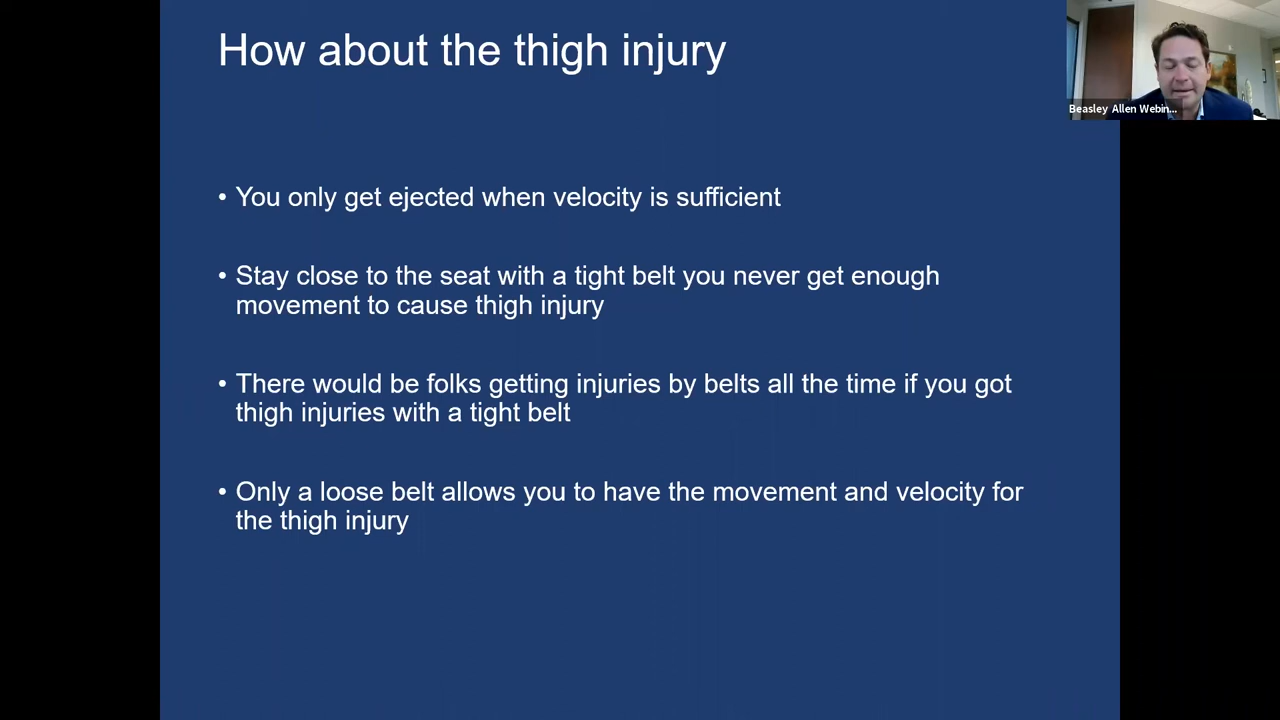 How about the thigh injury
Beasley Allen Webin...
• You only get ejected when velocity is sufficient
• Stay close to the seat with a tight belt you never get enough
movement to cause thigh injury
• There would be folks getting injuries by belts all the time if you got
thigh injuries with a tight belt
• Only a loose belt allows you to have the movement and velocity for
the thigh injury